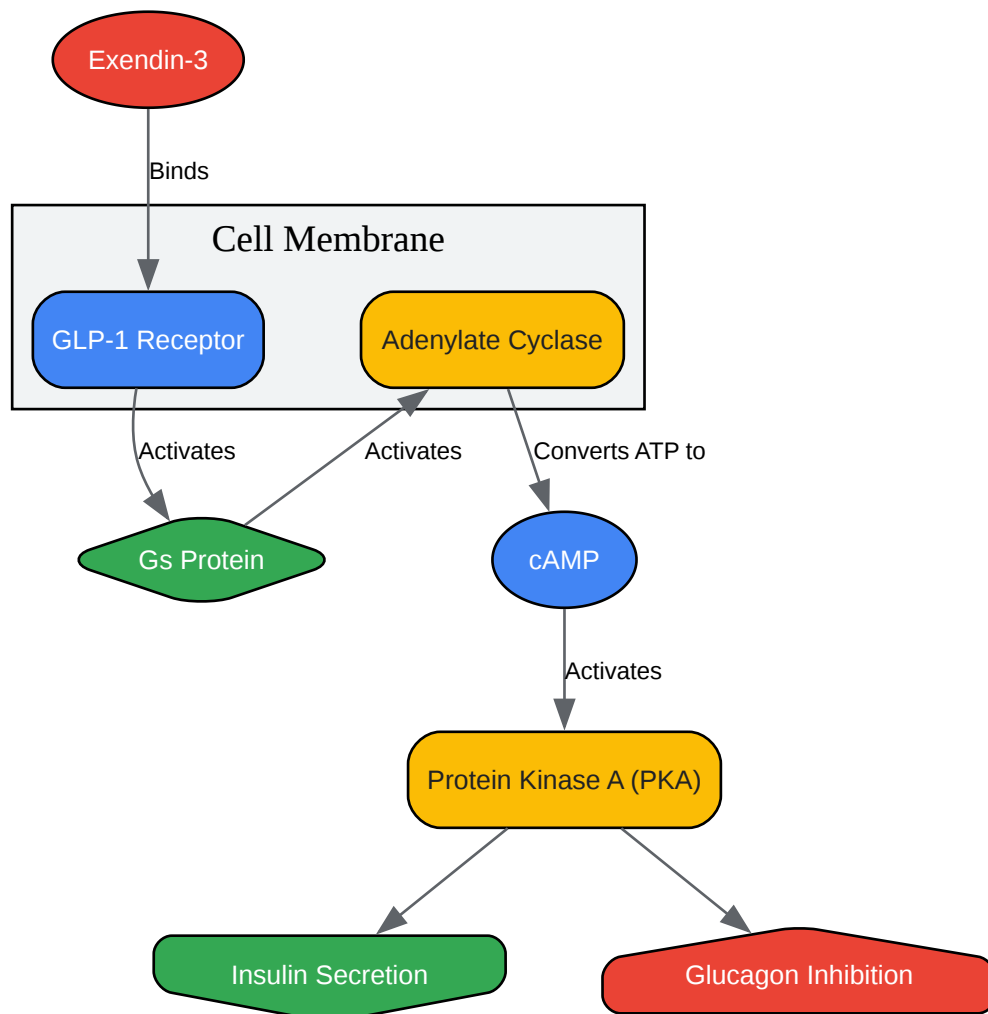 Exendin-3
Binds
Cell Membrane
GLP-1 Receptor
Adenylate Cyclase
Activates
Activates
Converts ATP to
Gs Protein
cAMP
Activates
Protein Kinase A (PKA)
Insulin Secretion
Glucagon Inhibition